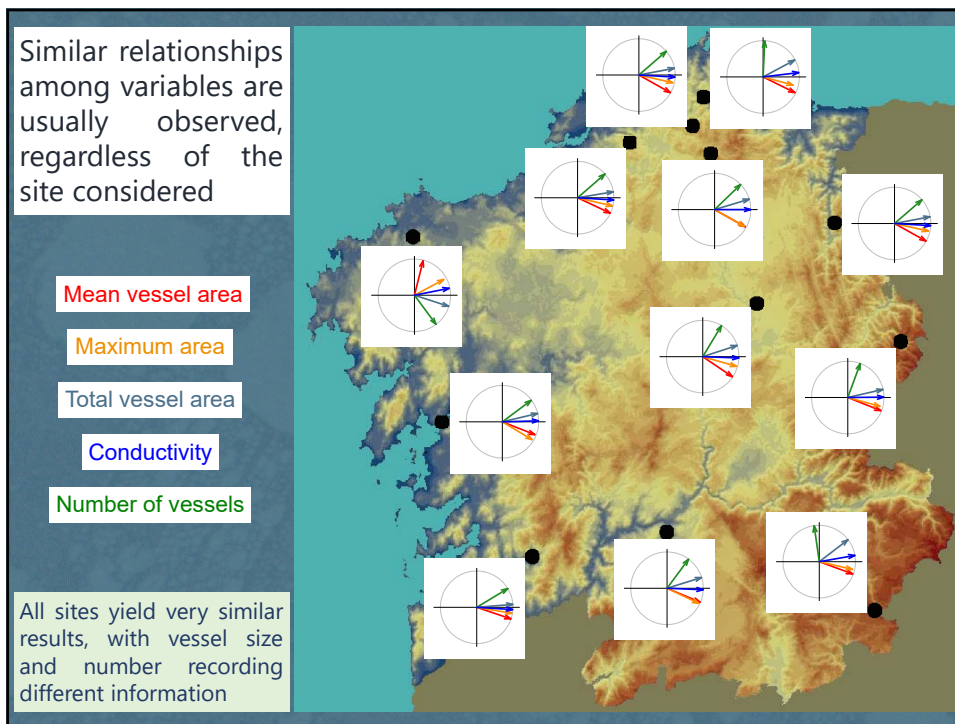 Similar relationships
among variables are
usually observed,
regardless of the
site considered
Mean vessel area
Maximum area
Total vessel area
Conductivity
Number of vessels
All sites yield very similar
results, with vessel size
and number recording
different information